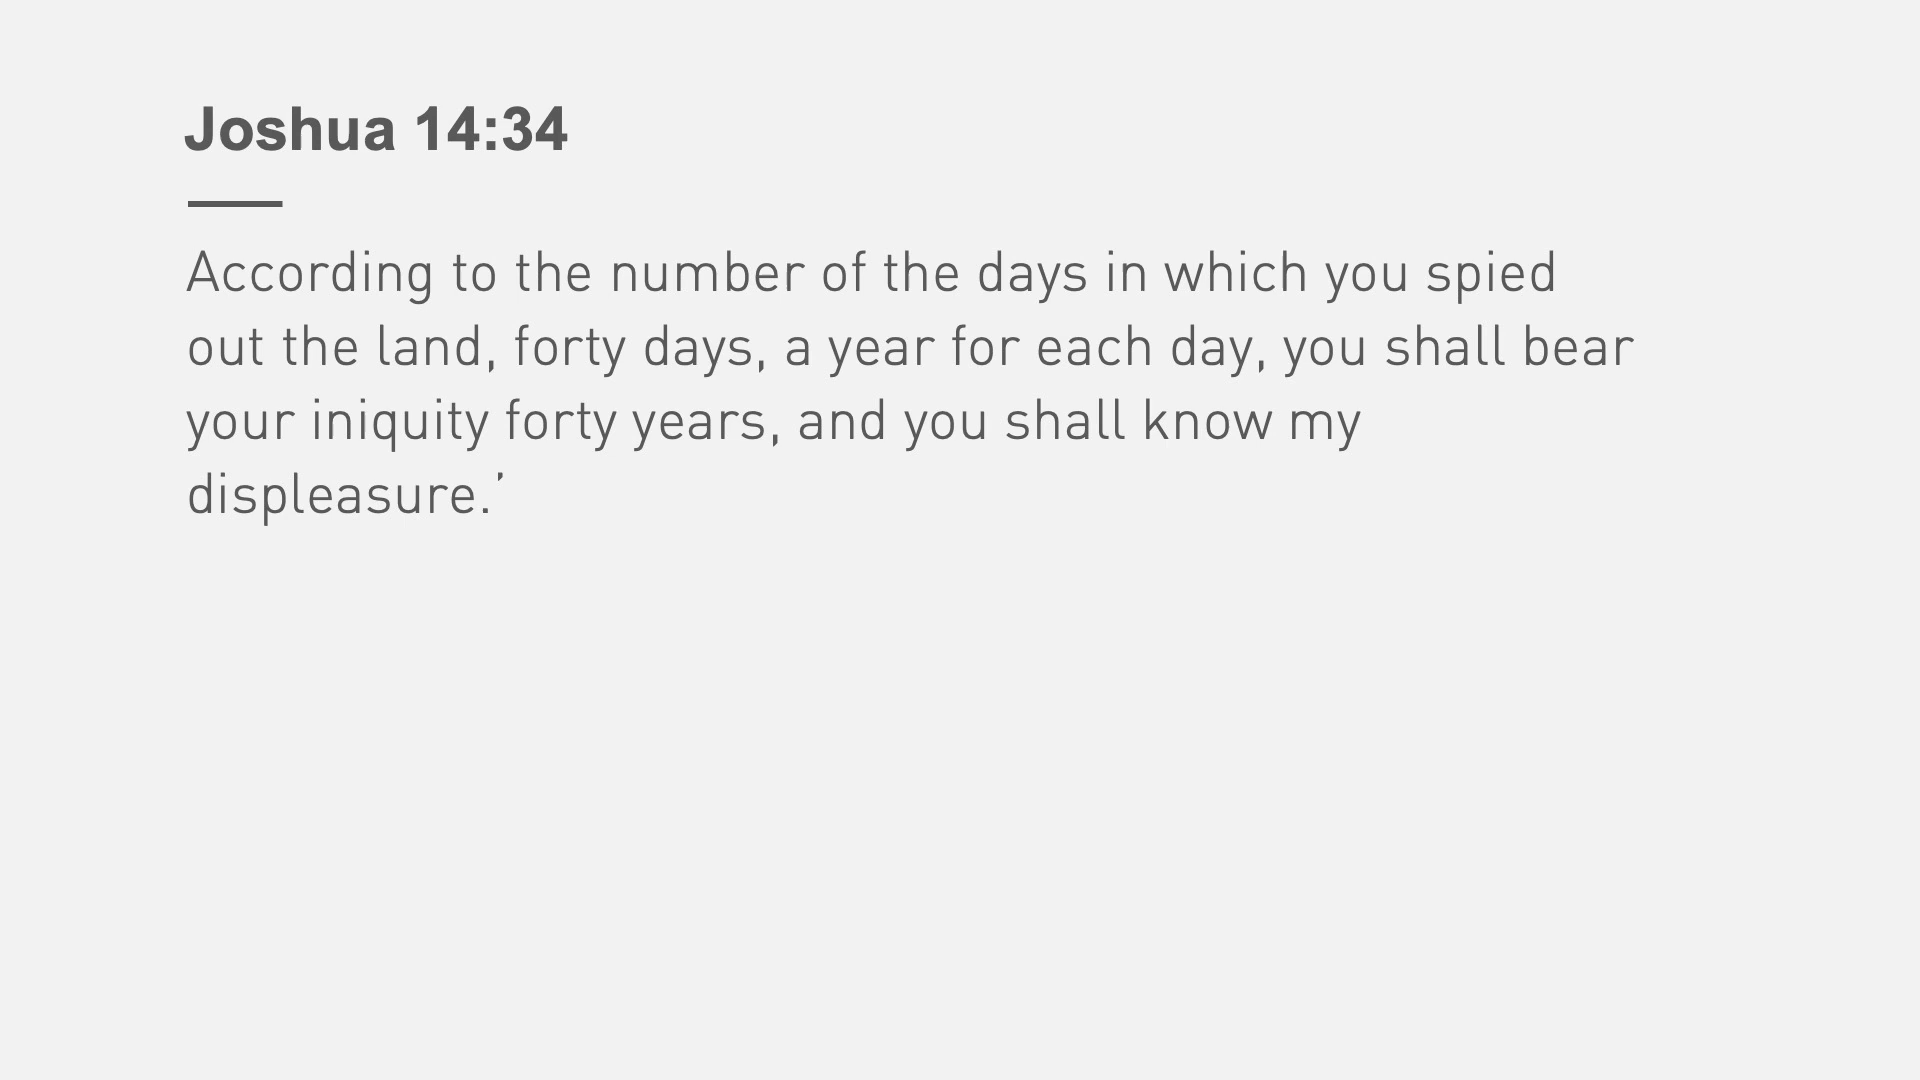 Joshua 14:34
According to the number of the days in which you spied
out the land, forty days, a year for each day, you shall bear
your iniquity forty years, and you shall know my
displeasure.’